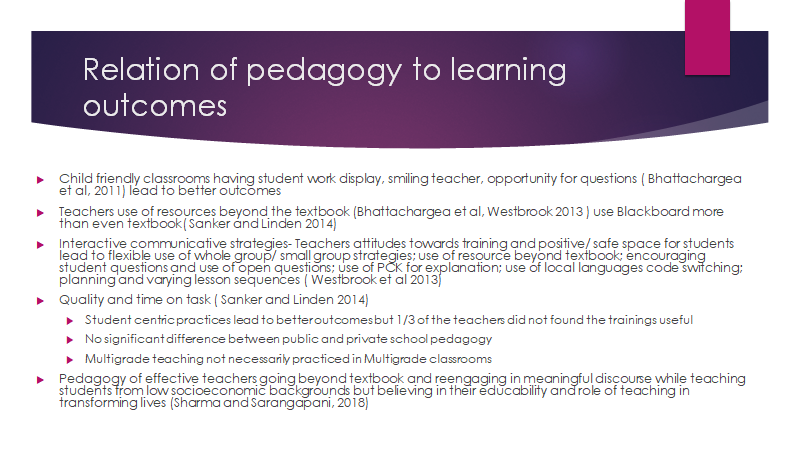 Relation of pedagogy to learning
outcomes
Child friendly classrooms having student work display, smiling teacher, opportunity for questions ( Bhattachargea
et al, 2011) lead to better outcomes
Teachers use of resources beyond the textbook (Bhattachargea et al, Westbrook 2013 ) use Blackboard more
than even textbook( Sanker and Linden 2014)
Interactive communicative strategies- Teachers attitudes towards training and positive/ safe space for students
lead to flexible use of whole group/ small group strategies; use of resource beyond textbook; encouraging
student questions and use of open questions; use of PCK for explanation; use of local languages code switching;
planning and varying lesson sequences ( Westbrook et al 2013)
Quality and time on task ( Sanker and Linden 2014)
Student centric practices lead to better outcomes but 1/3 of the teachers did not found the trainings useful
No significant difference between public and private school pedagogy
Multigrade teaching not necessarily practiced in Multigrade classrooms
Pedagogy of effective teachers going beyond textbook and reengaging in meaningful discourse while teaching
students from low socioeconomic backgrounds but believing in their educability and role of teaching in
transforming lives (Sharma and Sarangapani, 2018)